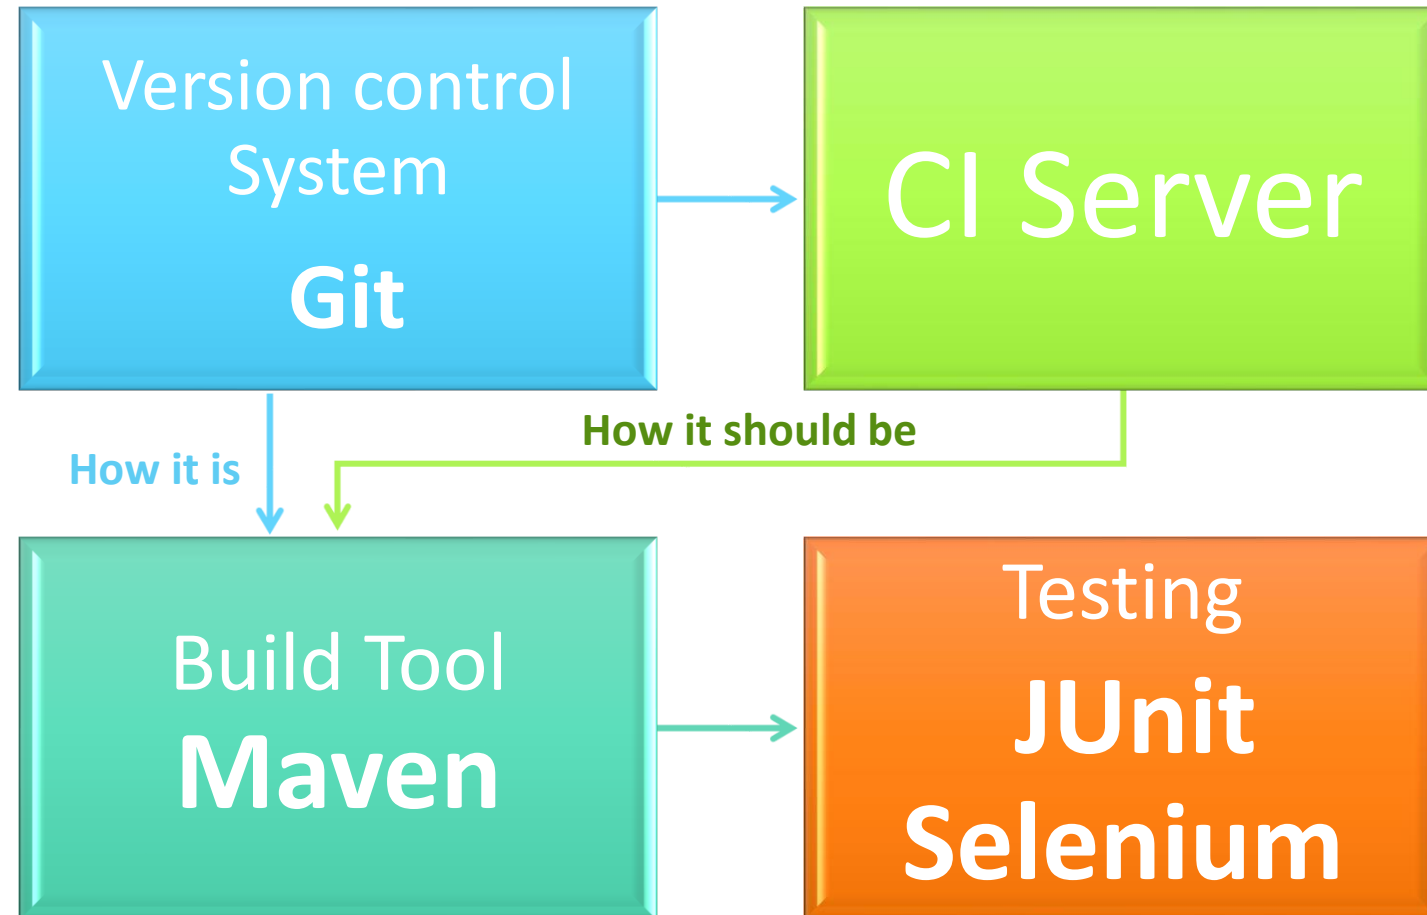 Version control
System
Git
CI Server
How it should be
How it is
Build Tool
Maven
Testing
JUnit
Selenium